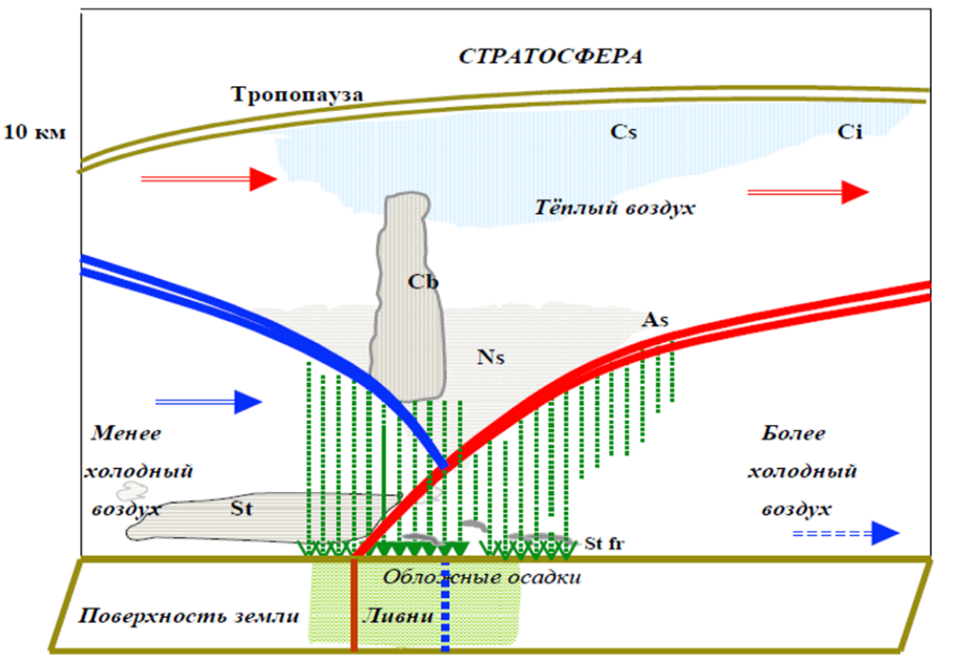 СТРАТОСФЕРА
Тропопауза
10 км
Cs
Ci
Тёплый воздух
Cb
As
Ns
Менее
холодный
воздух
Более
холодный
воздух
St
St fr
Обложные осадки
Поверхность земли
Ливни